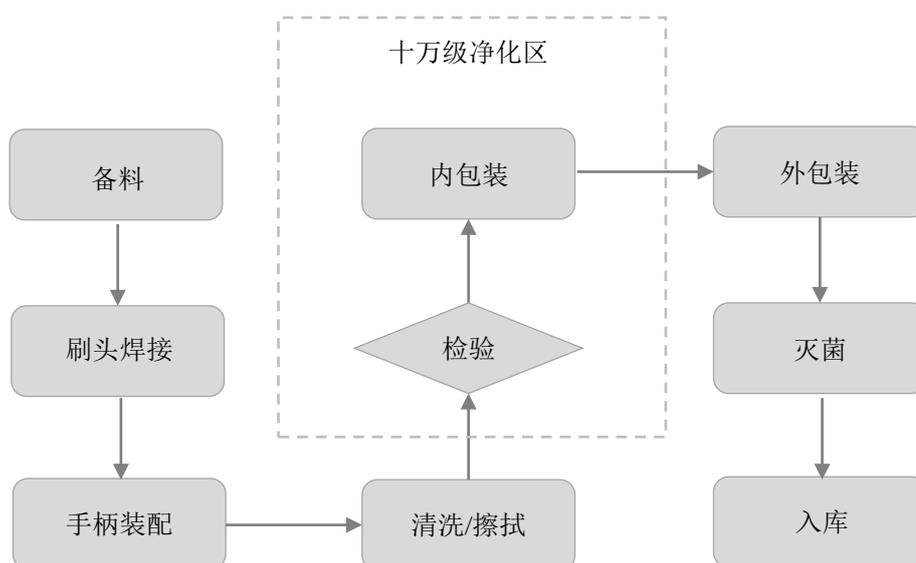 十万级净化区
备料
内包装
外包装
刷头焊接
检验
灭菌
手柄装配
清洗/擦拭
入库